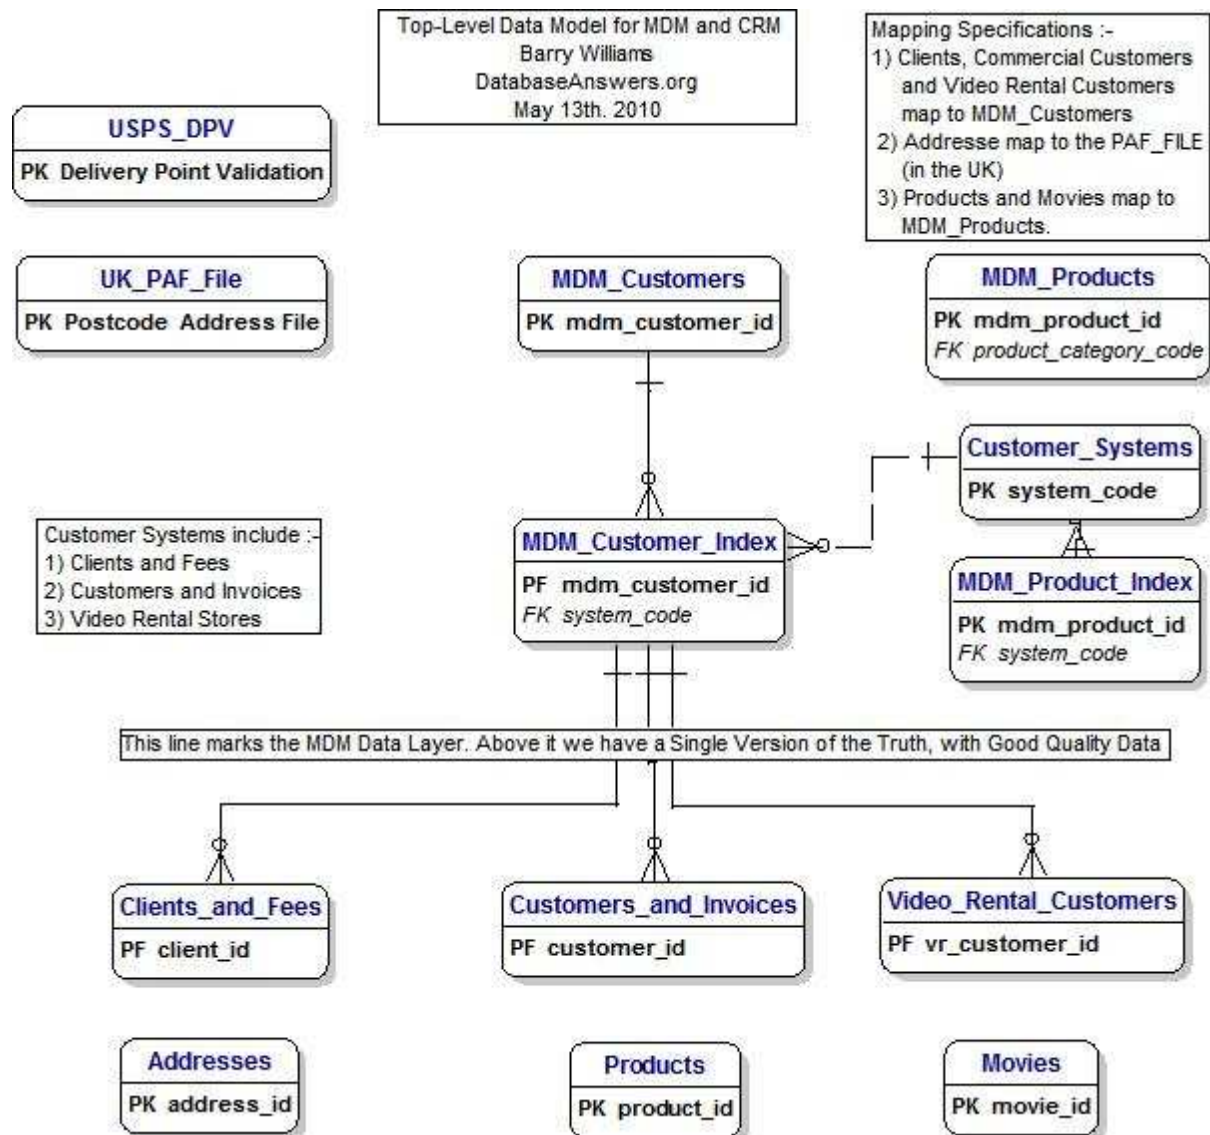 Top-Level Data Model for MDM and CRM
Barry Williams
DatabaseAnswers.org
May 13th. 2010
Mapping Specifications :-
1) Clients, Commercial Customers
and Video Rental Customers
map to MDM_Customers
2) Addresse map to the PAF_FILE
(in the UK)
3) Products and Movies map to
MDM_Products.
USPS_DPV
PK Delivery Point Validation
UK_PAF_File
PK Postcode Address File
MDM_Customers
PK mdm_customer_id
MDM_Products
PK mdm_product_id
FK product_category_code
Customer_Systems
PK system_code
Customer Systems include :-
1) Clients and Fees
2) Customers and Invoices
3) Video Rental Stores
MDM_Customer_Index
PF mdm_customer_id
FK system_code
MDM_Product_Index
PK mdm_product_id
FK system_code
This line marks the MDM Data Layer. Above it we have a Single Version of the Truth, with Good Quality Data
Clients_and_Fees
PF client_id
Customers_and_Invoices
PF customer_id
Video_Rental_Customers
PF vr_customer_id
Addresses
PK address_id
Products
PK product_id
Movies
PK movie_id